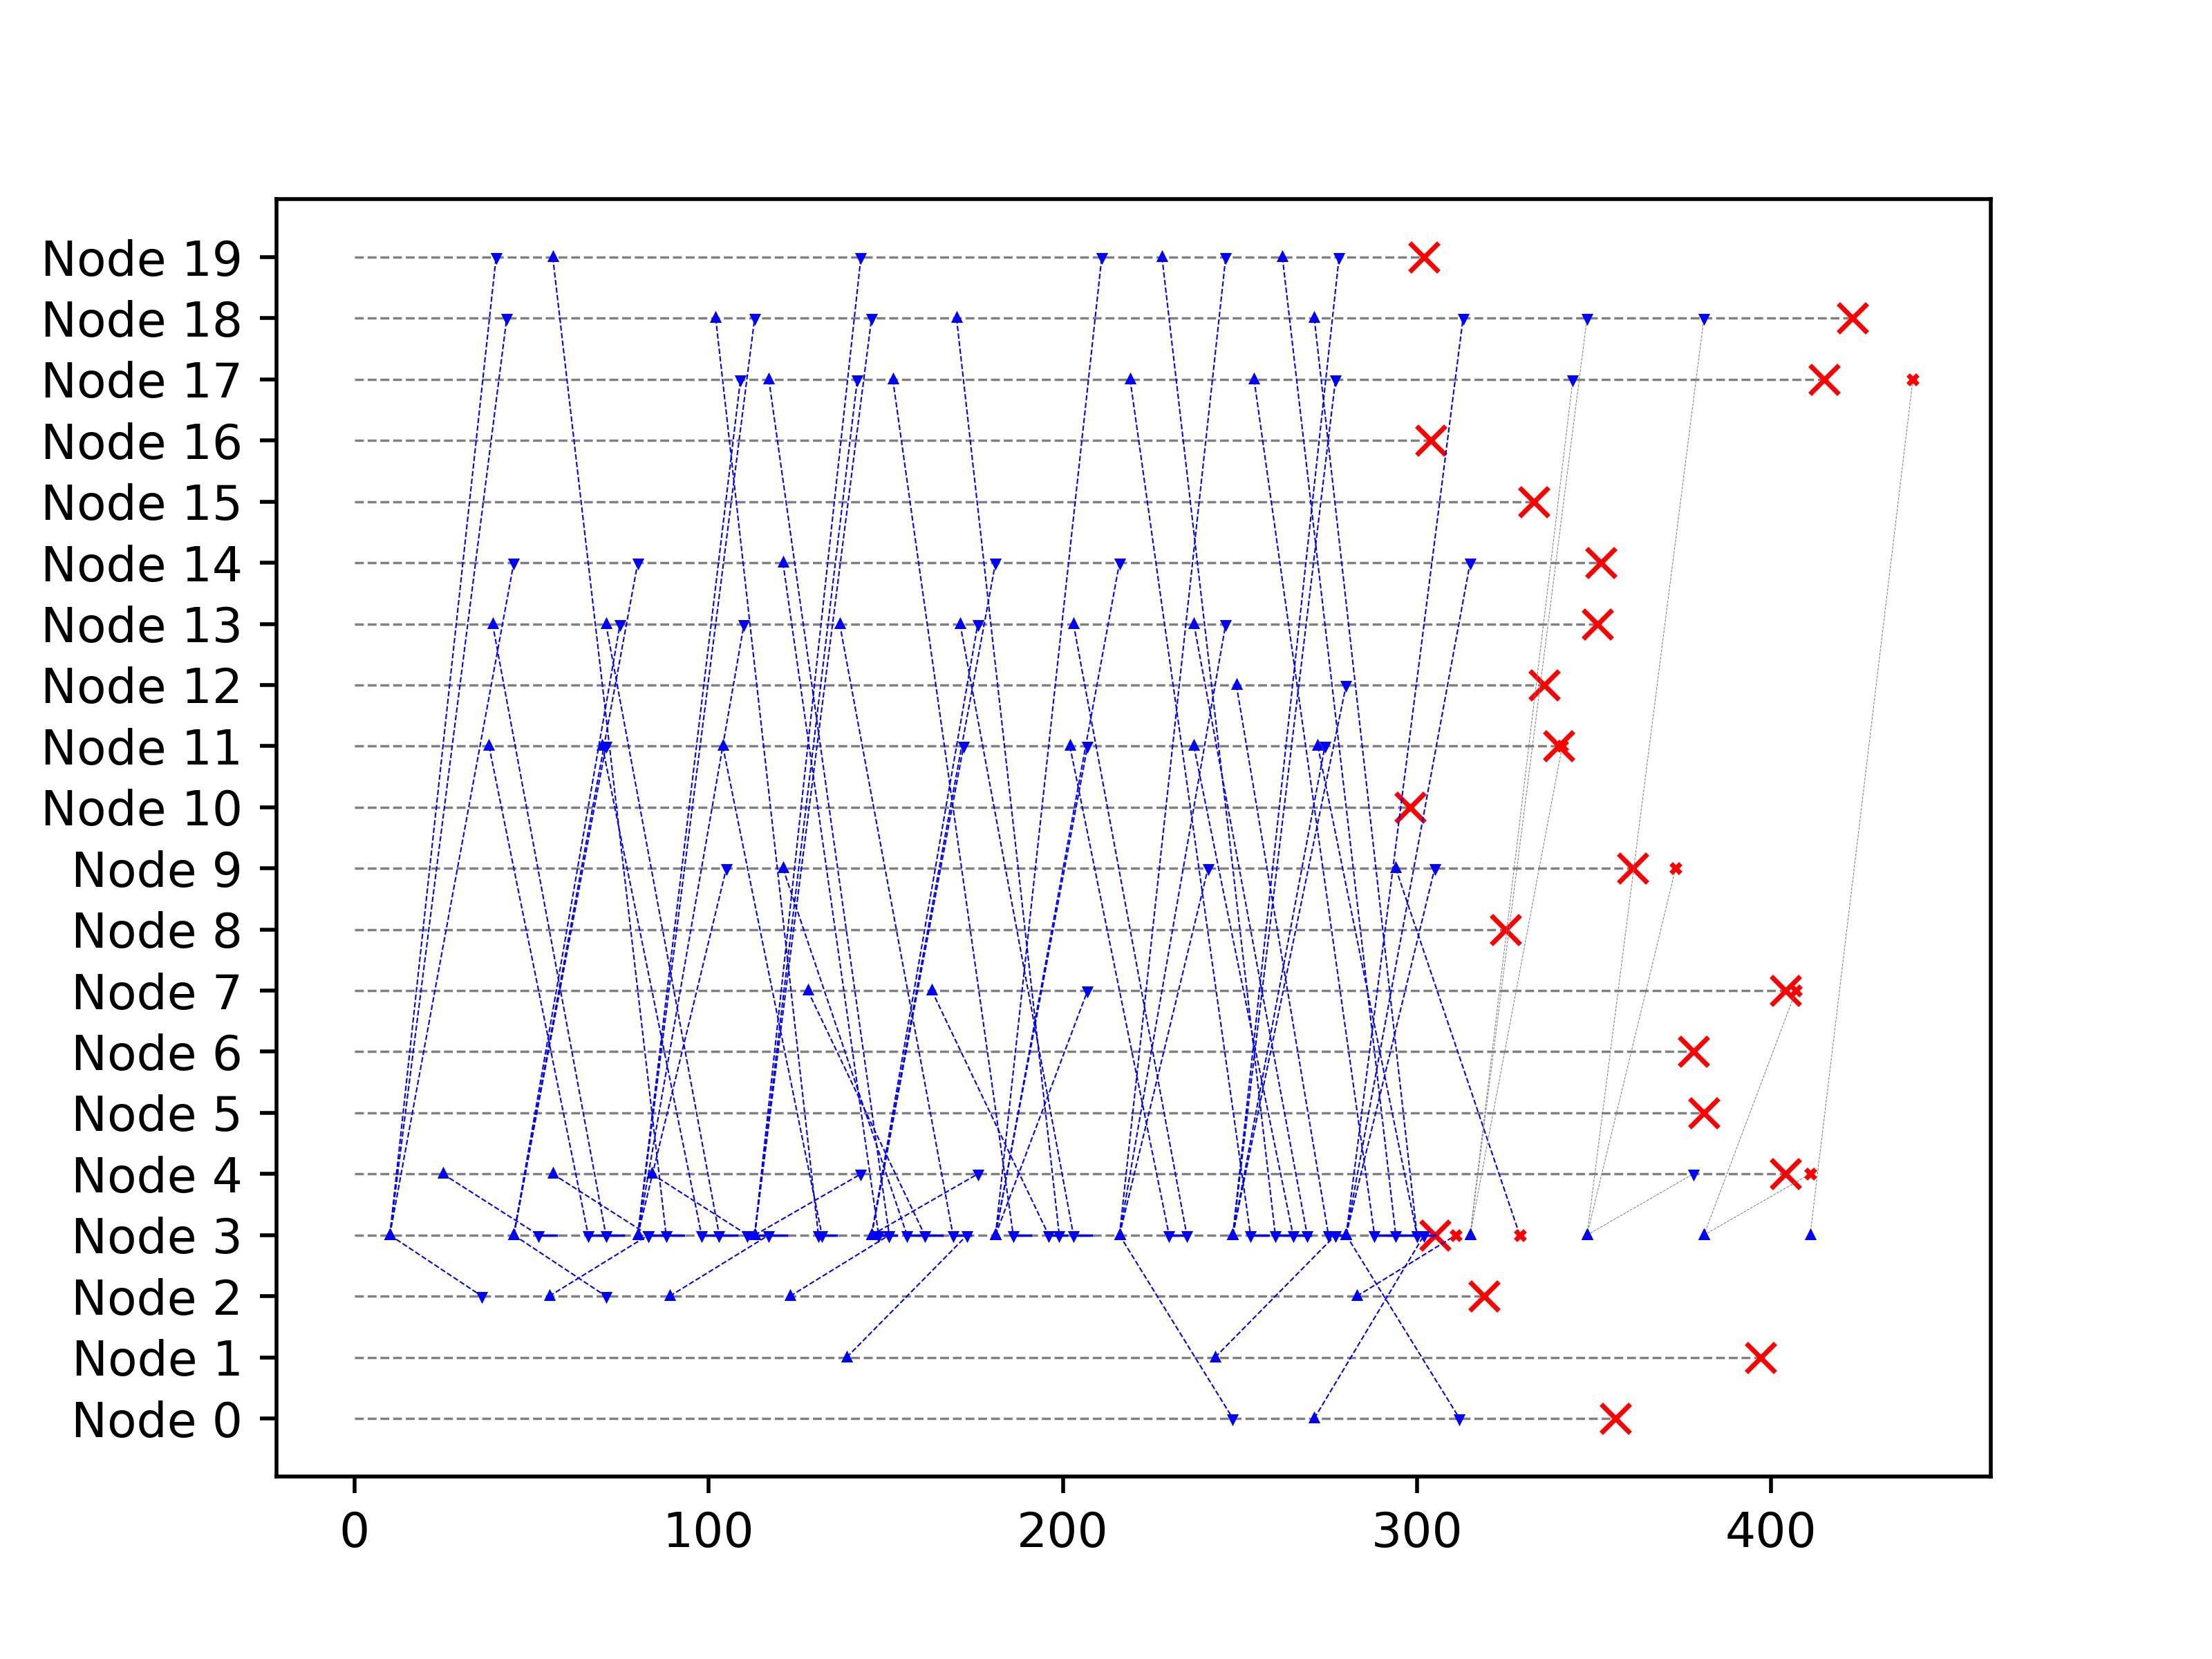 Node 19
Node 18
Node 17
Node 16
Node 15
Node 14
Node 13
Node 12
Node 11
Node 10
Node 9
Node 8
Node 7
Node 6
Node 5
Node 4
Node 3
Node 2
Node 1
Node 0
0 100 200 300 400